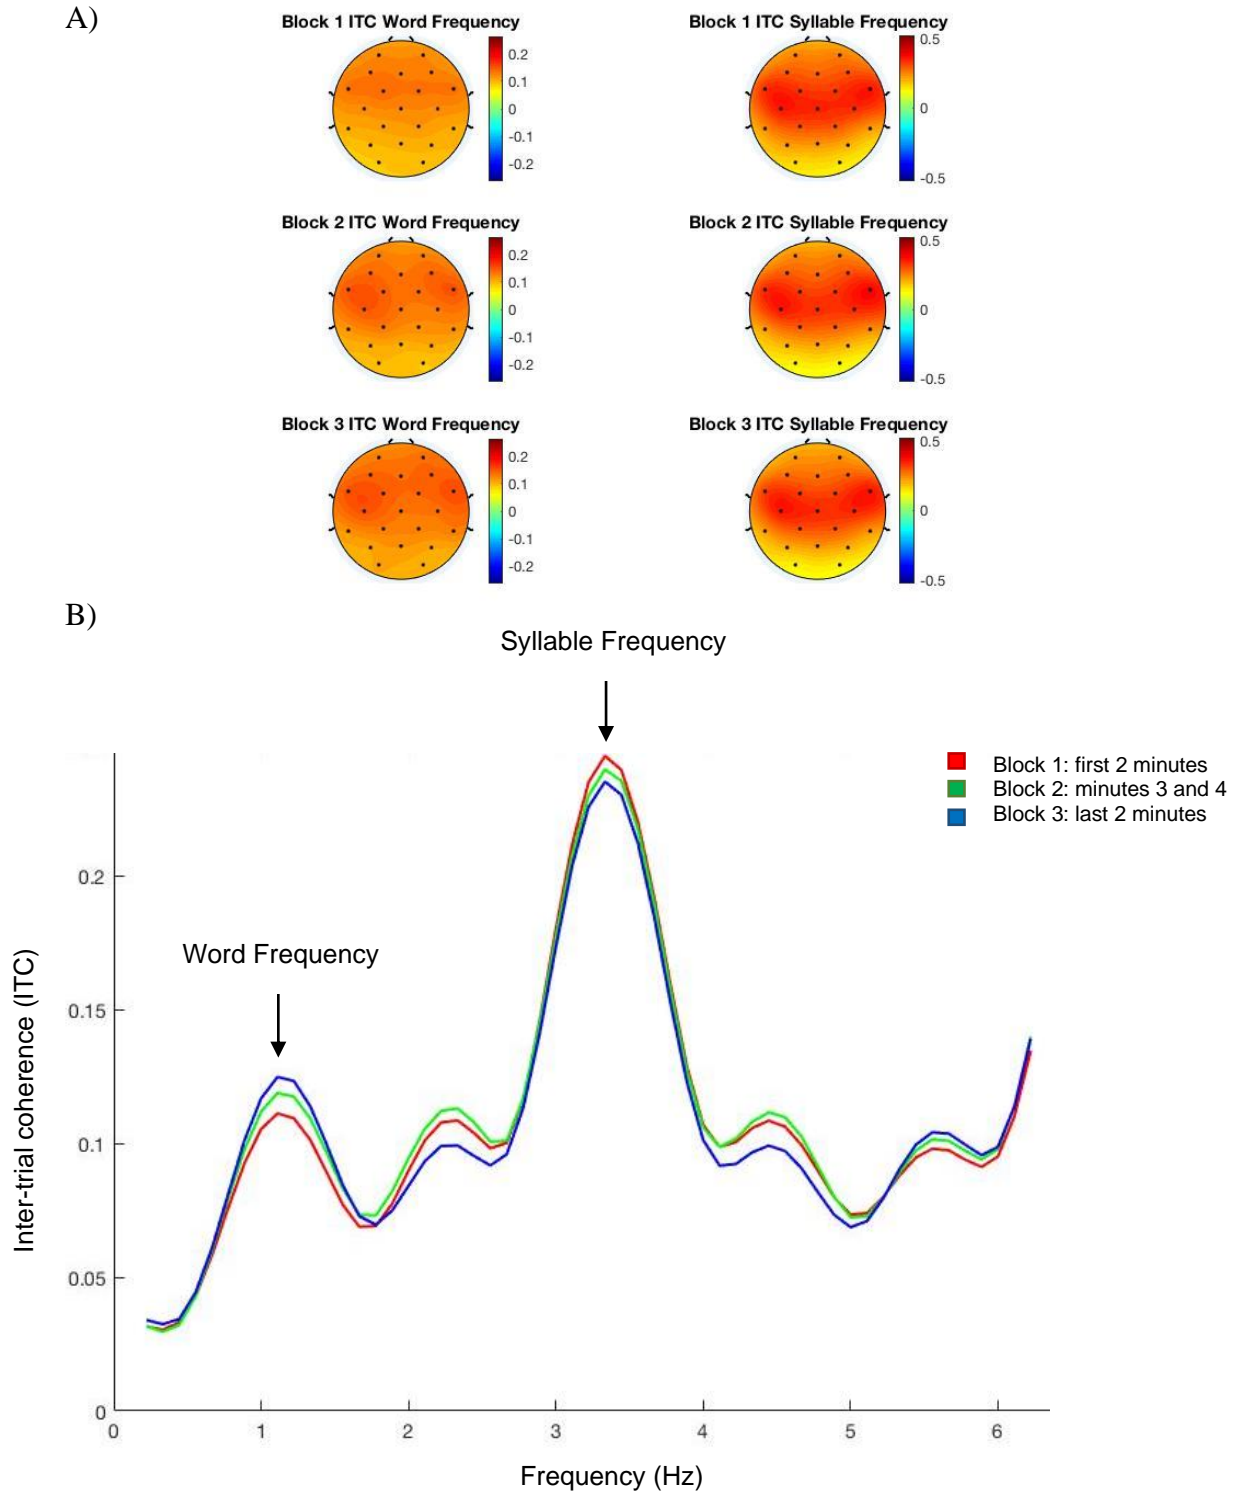 A)
Block 1 ITC Word Frequency
0.2
0.1
0
-0.1
-0.2
Block 1 ITC Syllable Frequency
0.5
0
-0.5
Block 2 ITC Word Frequency
0.2
0.1
0
-0.1
-0.2
Block 2 ITC Syllable Frequency
0.5
0
-0.5
Block 3 ITC Word Frequency
0.2
0.1
0
-0.1
-0.2
Block 3 ITC Syllable Frequency
0.5
0
-0.5
B)
Syllable Frequency
Block 1: first 2 minutes
Block 2: minutes 3 and 4
Block 3: last 2 minutes
Word Frequency
Inter-trial coherence (ITC)
0.2
0.15
0.1
0.05
0
0 1 2 3 4 5 6
Frequency (Hz)